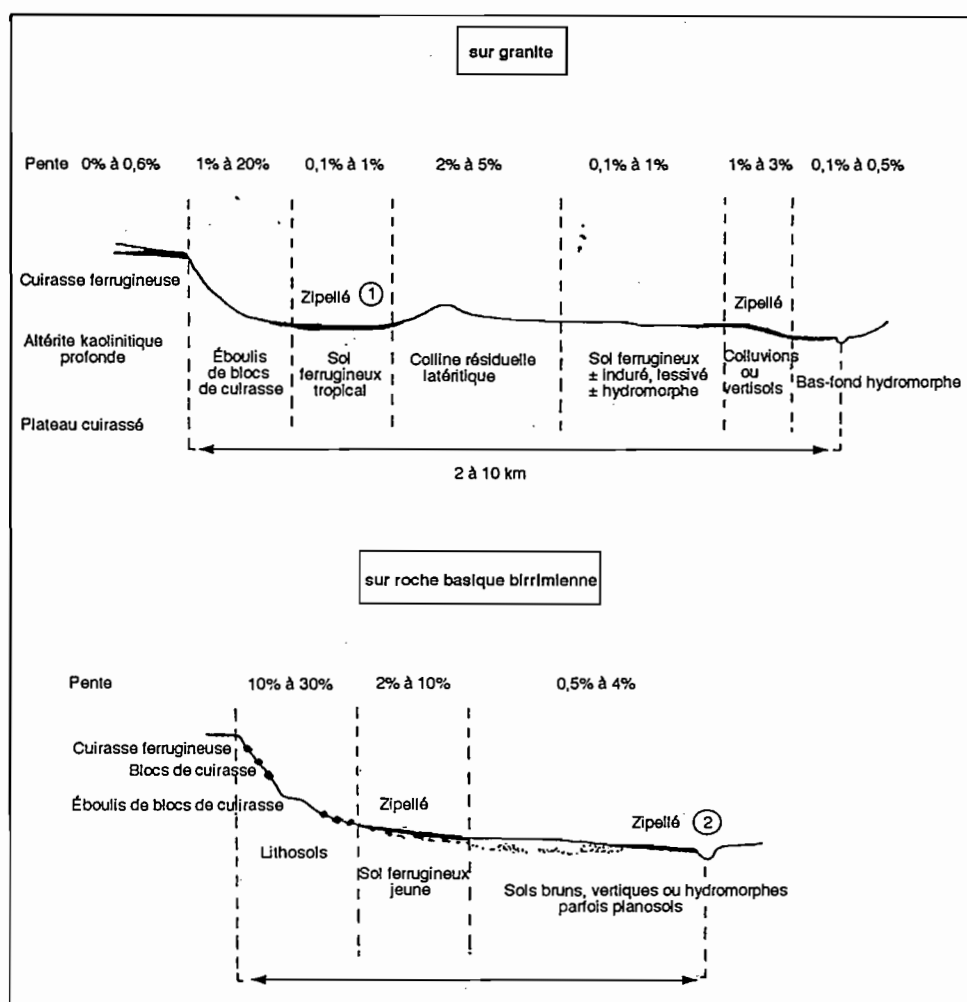 sur granite
Pente 0% à 0,6% 1% à 20% 0,1% à 1% 2% à 5% 0,1% à 1% 1% à 3% 0,1% à 0,5%
Cuirasse ferrugineuse
Zipellé 1
Zipellé
Altérite kaolinitique
profonde
Éboulis
de blocs
de cuirasse
Sol
ferrugineux
tropical
Colline résiduelle
latéritique
Sol ferrugineux
± induré, lessivé
± hydromorphe
Colluvions
ou
vertisols
Bas-fond hydromorphe
Plateau cuirassé
2 à 10 km
sur roche basique birrimienne
Pente 10% à 30% 2% à 10% 0,5% à 4%
Cuirasse ferrugineuse
Blocs de cuirasse
Éboulis de blocs de cuirasse
Zipellé
Zipellé 2
Lithosols
Sol ferrugineux
jeune
Sols bruns, vertiques ou hydromorphes
parfois planosols